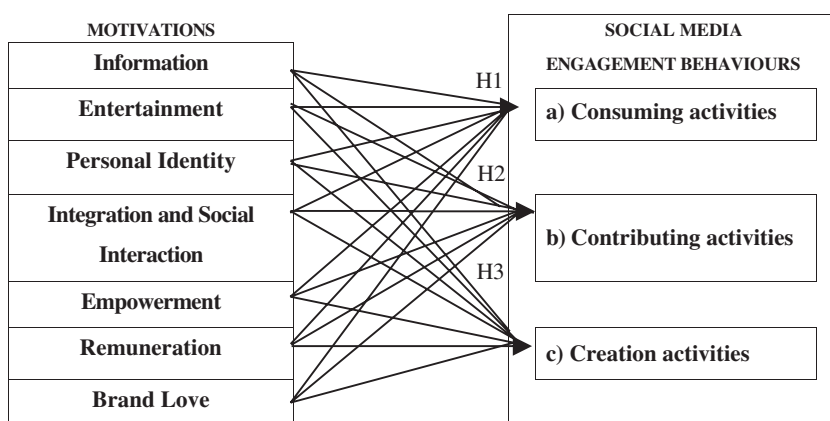 MOTIVATIONS
Information
Entertainment
Personal Identity
Integration and Social
Interaction
Empowerment
Remuneration
Brand Love
H1
H2
H3
SOCIAL MEDIA
ENGAGEMENT BEHAVIOURS
a) Consuming activities
b) Contributing activities
c) Creation activities